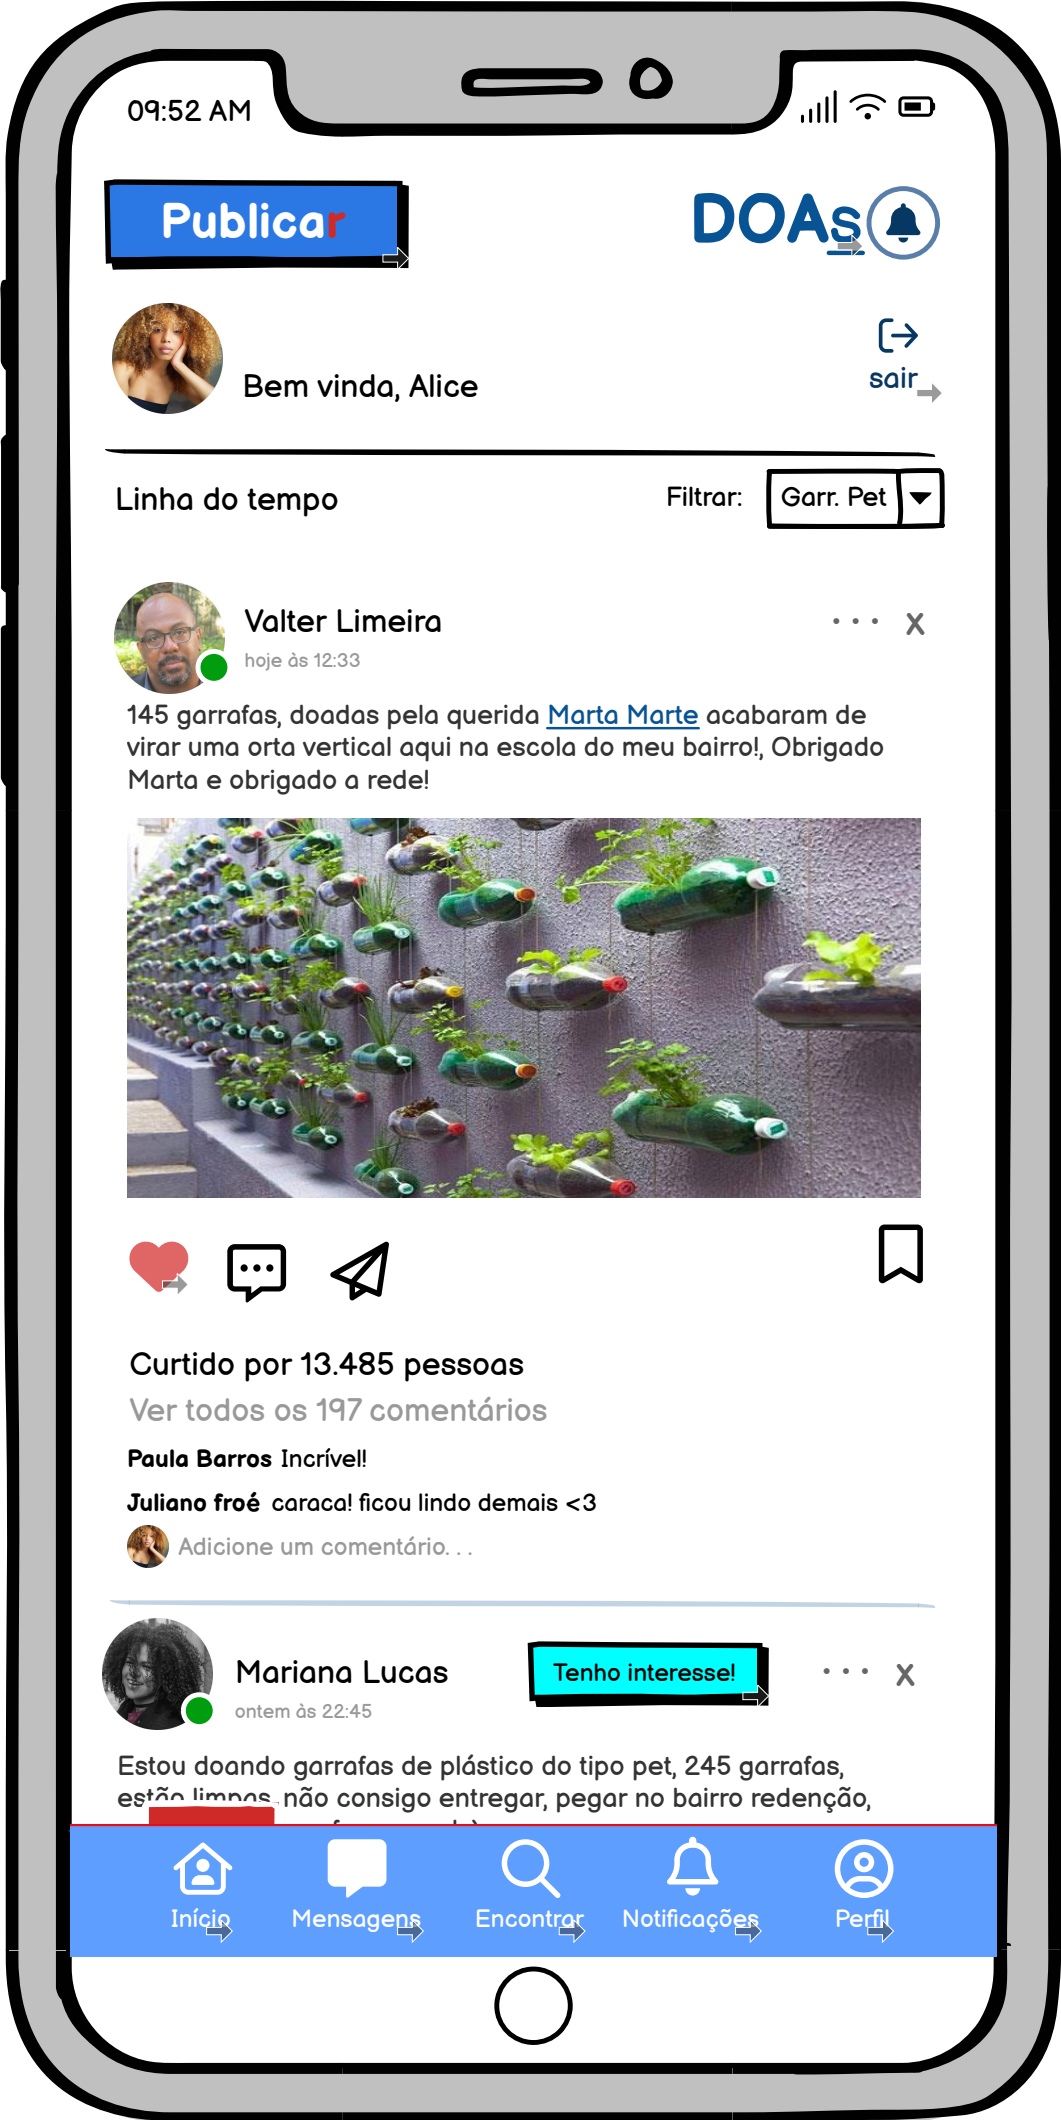 09:52 AM
Publicar
DOAs
Bem vinda, Alice
sair
Linha do tempo
Filtrar:
Garr. Pet
Valter Limeira
... x
hoje às 12:33
145 garrafas, doadas pela querida Marta Marte acabaram de
virar uma orta vertical aqui na escola do meu bairro!, Obrigado
Marta e obrigado a rede!
Curtido por 13.485 pessoas
Ver todos os 197 comentários
Paula Barros Incrível!
Juliano froé caraca! ficou lindo demais <3
Adicione um comentário. . .
Mariana Lucas
Tenho interesse!
... x
ontem às 22:45
Estou doando garrafas de plástico do tipo pet, 245 garrafas,
estão limpas, não consigo entregar, pegar no bairro redenção,
Início
Mensagens
Encontrar
Notificações
Perfil